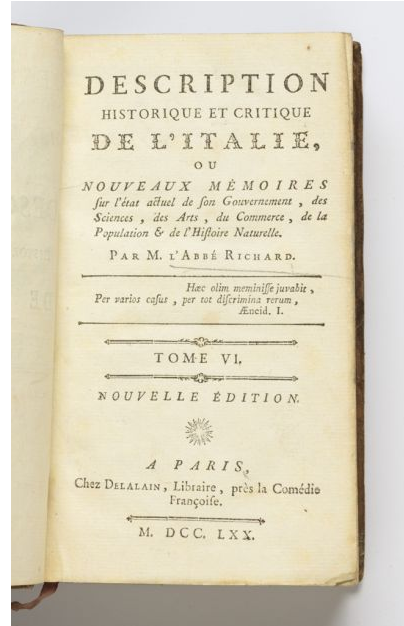 DESCRIPTION
HISTORIQUE ET CRITIQUE
DE L'ITALIE,
OU
NOUVEAUX MÉMOIRES
ſur l'état actuel de ſon Gouvernement, des
Sciences, des Arts, du Commerce, de la
Population & de l'Hiſtoire Naturelle.
PAR M. L'ABBÉ RICHARD.
Hæc olim meminiſſe juvabit,
Per varios caſus, per tot diſcrimina rerum,
Æneid. I.
TOME VI.
NOUVELLE ÉDITION.
A PARIS,
Chez DELALAIN, Libraire, près la Comédie
Françoiſe.
M. DCC. LXX.